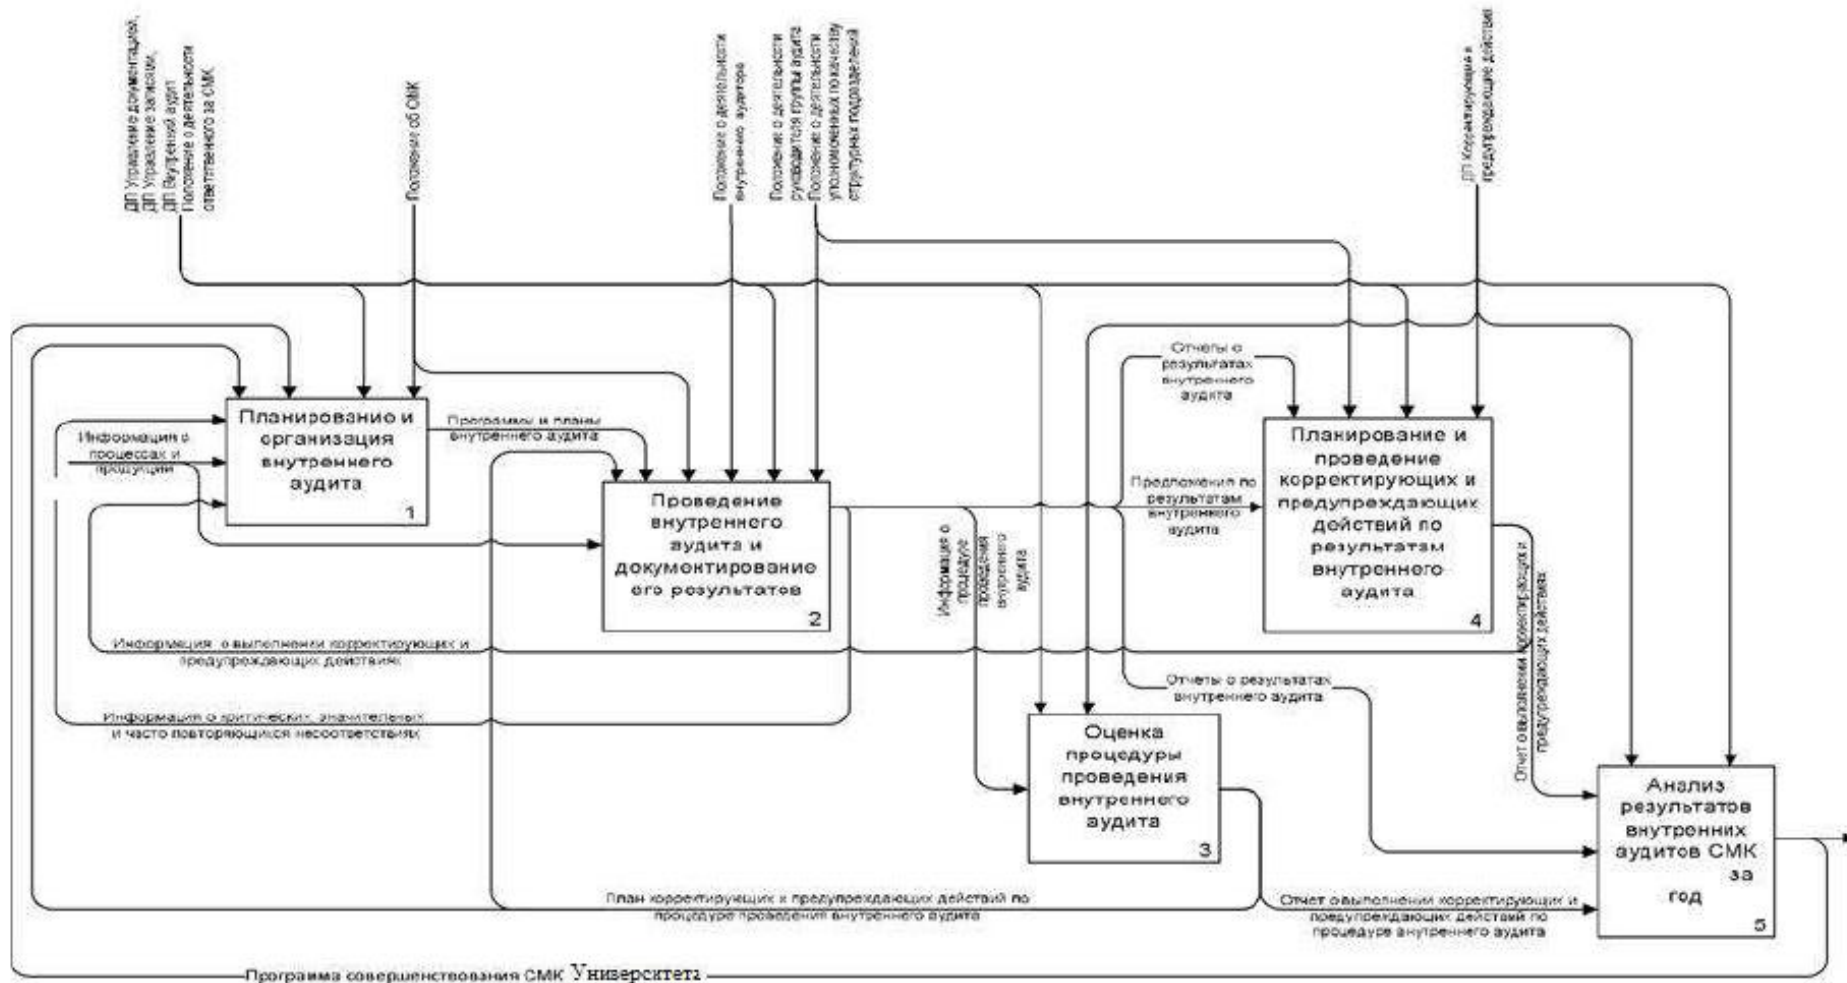 ДП Управление документацией,
ДП Управление записями,
ДП Внутренний аудит
Положение о деятельности
ответственного за СМК
Положение об ОМК
Положение о деятельности
внутреннего аудитора
Положение о деятельности
руководителя группы аудита
Положение о деятельности
уполномоченных по качеству
структурных подразделений
ДП Корректирующие и
предупреждающие действия
Планирование и
организация
внутреннего
аудита
1
Информация о
процессах и
продукции
Программы и планы
внутреннего аудита
Проведение
внутреннего
аудита и
документирование
его результатов
2
Отчеты о
результатах
внутреннего
аудита
Предложения по
результатам
внутреннего
аудита
Планирование и
проведение
корректирующих и
предупреждающих
действий по
результатам
внутреннего
аудита
4
Информация о
процедуре
проведения
внутреннего
аудита
Информация о выполнении корректирующих и
предупреждающих действиях
Информация о критических, значительных
и часто повторяющихся несоответствиях
Отчеты о результатах
внутреннего аудита
Отчет о выполнении корректирующих и
предупреждающих действиях
Оценка
процедуры
проведения
внутреннего
аудита
3
Анализ
результатов
внутренних
аудитов СМК
за
год
5
План корректирующих и предупреждающих действий по
процедуре проведения внутреннего аудита
Отчет о выполнении корректирующих и
предупреждающих действий по
процедуре внутреннего аудита
Программа совершенствования СМК Университета